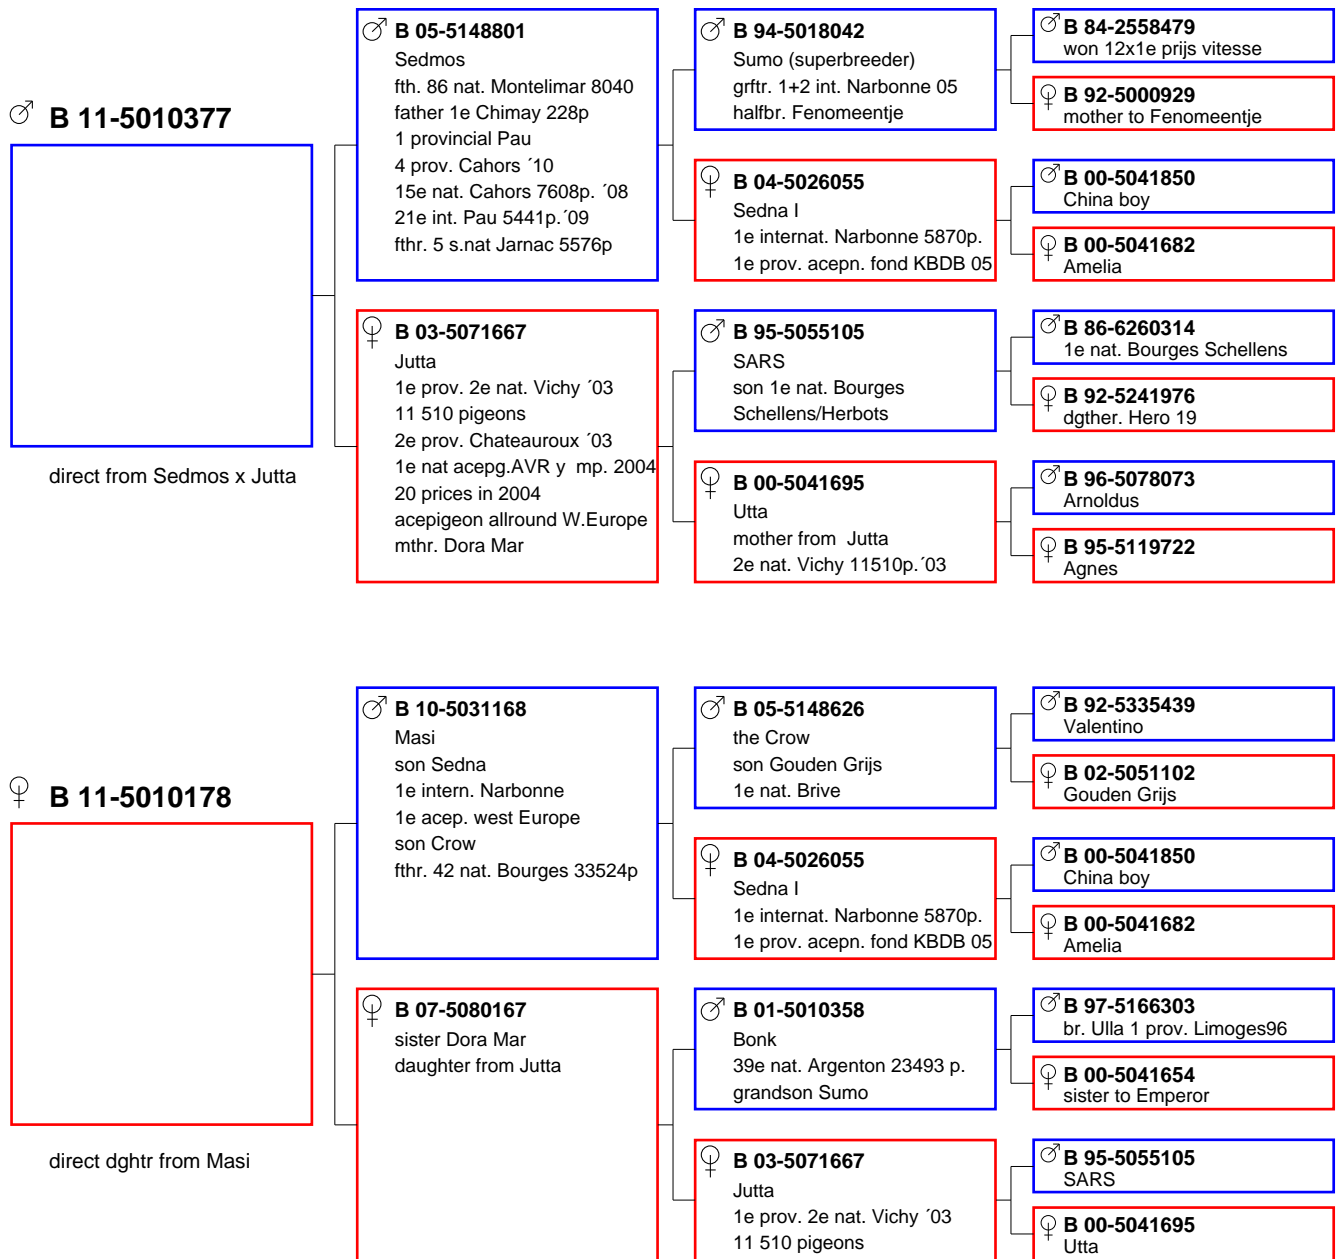 ♂ B 11-5010377
direct from Sedmos x Jutta
♂ B 05-5148801
Sedmos
fth. 86 nat. Montelimar 8040
father 1e Chimay 228p
1 provincial Pau
4 prov. Cahors ´10
15e nat. Cahors 7608p. ´08
21e int. Pau 5441p.´09
fthr. 5 s.nat Jarnac 5576p
♀ B 03-5071667
Jutta
1e prov. 2e nat. Vichy ´03
11 510 pigeons
2e prov. Chateauroux ´03
1e nat acepg.AVR y  mp. 2004
20 prices in 2004
acepigeon allround W.Europe
mthr. Dora Mar
♂ B 94-5018042
Sumo (superbreeder)
grftr. 1+2 int. Narbonne 05
halfbr. Fenomeentje
♀ B 04-5026055
Sedna I
1e internat. Narbonne 5870p.
1e prov. acepn. fond KBDB 05
♂ B 95-5055105
SARS
son 1e nat. Bourges
Schellens/Herbots
♀ B 00-5041695
Utta
mother from  Jutta
2e nat. Vichy 11510p.´03
♂ B 84-2558479
won 12x1e prijs vitesse
♀ B 92-5000929
mother to Fenomeentje
♂ B 00-5041850
China boy
♀ B 00-5041682
Amelia
♂ B 86-6260314
1e nat. Bourges Schellens
♀ B 92-5241976
dgther. Hero 19
♂ B 96-5078073
Arnoldus
♀ B 95-5119722
Agnes
♀ B 11-5010178
direct dghtr from Masi
♂ B 10-5031168
Masi
son Sedna
1e intern. Narbonne
1e acep. west Europe
son Crow
fthr. 42 nat. Bourges 33524p
♀ B 07-5080167
sister Dora Mar
daughter from Jutta
♂ B 05-5148626
the Crow
son Gouden Grijs
1e nat. Brive
♀ B 04-5026055
Sedna I
1e internat. Narbonne 5870p.
1e prov. acepn. fond KBDB 05
♂ B 01-5010358
Bonk
39e nat. Argenton 23493 p.
grandson Sumo
♀ B 03-5071667
Jutta
1e prov. 2e nat. Vichy ´03
11 510 pigeons
♂ B 92-5335439
Valentino
♀ B 02-5051102
Gouden Grijs
♂ B 00-5041850
China boy
♀ B 00-5041682
Amelia
♂ B 97-5166303
br. Ulla 1 prov. Limoges96
♀ B 00-5041654
sister to Emperor
♂ B 95-5055105
SARS
♀ B 00-5041695
Utta